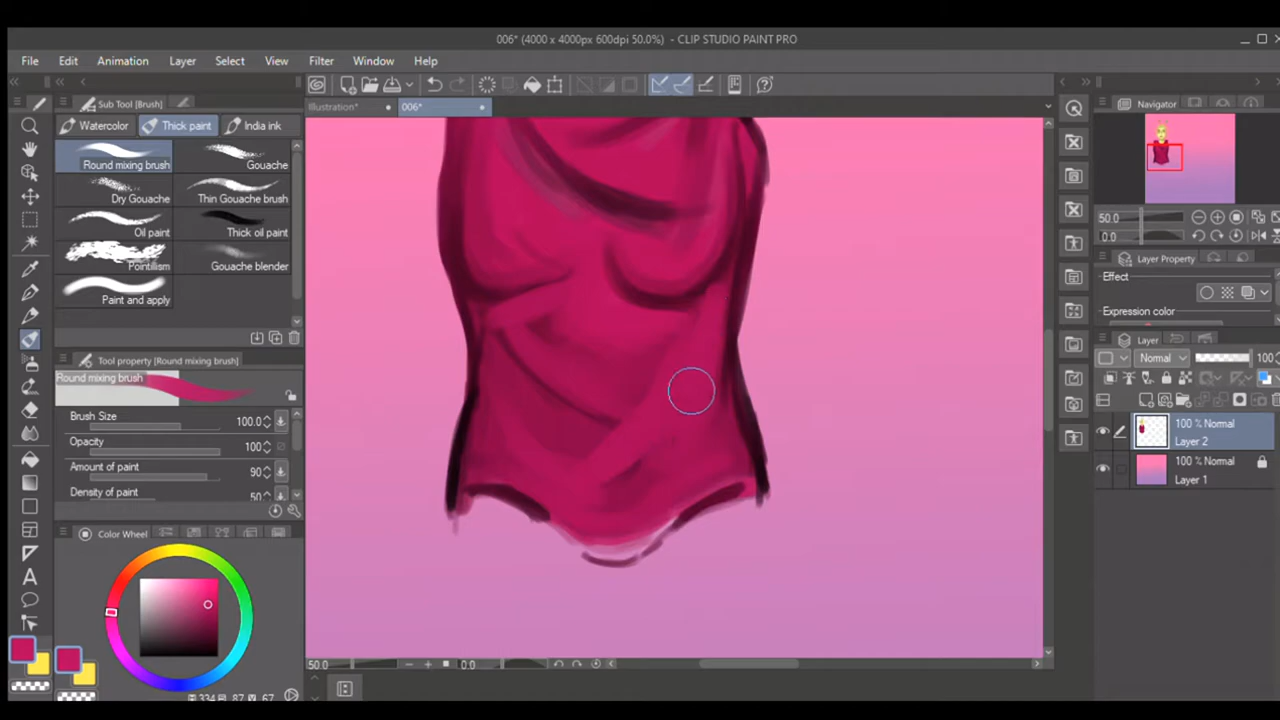 006* (4000 x 4000px 600dpi 50.0%) - CLIP STUDIO PAINT PRO
File Edit Animation Layer Select View Filter Window Help
Sub Tool [Brush]
Illustration* 006*
Navigator
Watercolor Thick paint India ink
Round mixing brush Gouache
Dry Gouache Thin Gouache brush
Oil paint Thick oil paint
Pointillism Gouache blender
Paint and apply
50.0
0.0
Layer Property
Effect
Expression color
Layer
Normal 100
100 % Normal
Layer 2
100 % Normal
Layer 1
Tool property [Round mixing brush]
Round mixing brush
Brush Size 100.0
Opacity 100
Amount of paint 90
Density of paint 50
Color Wheel
A
334 87 67
50.0 0.0